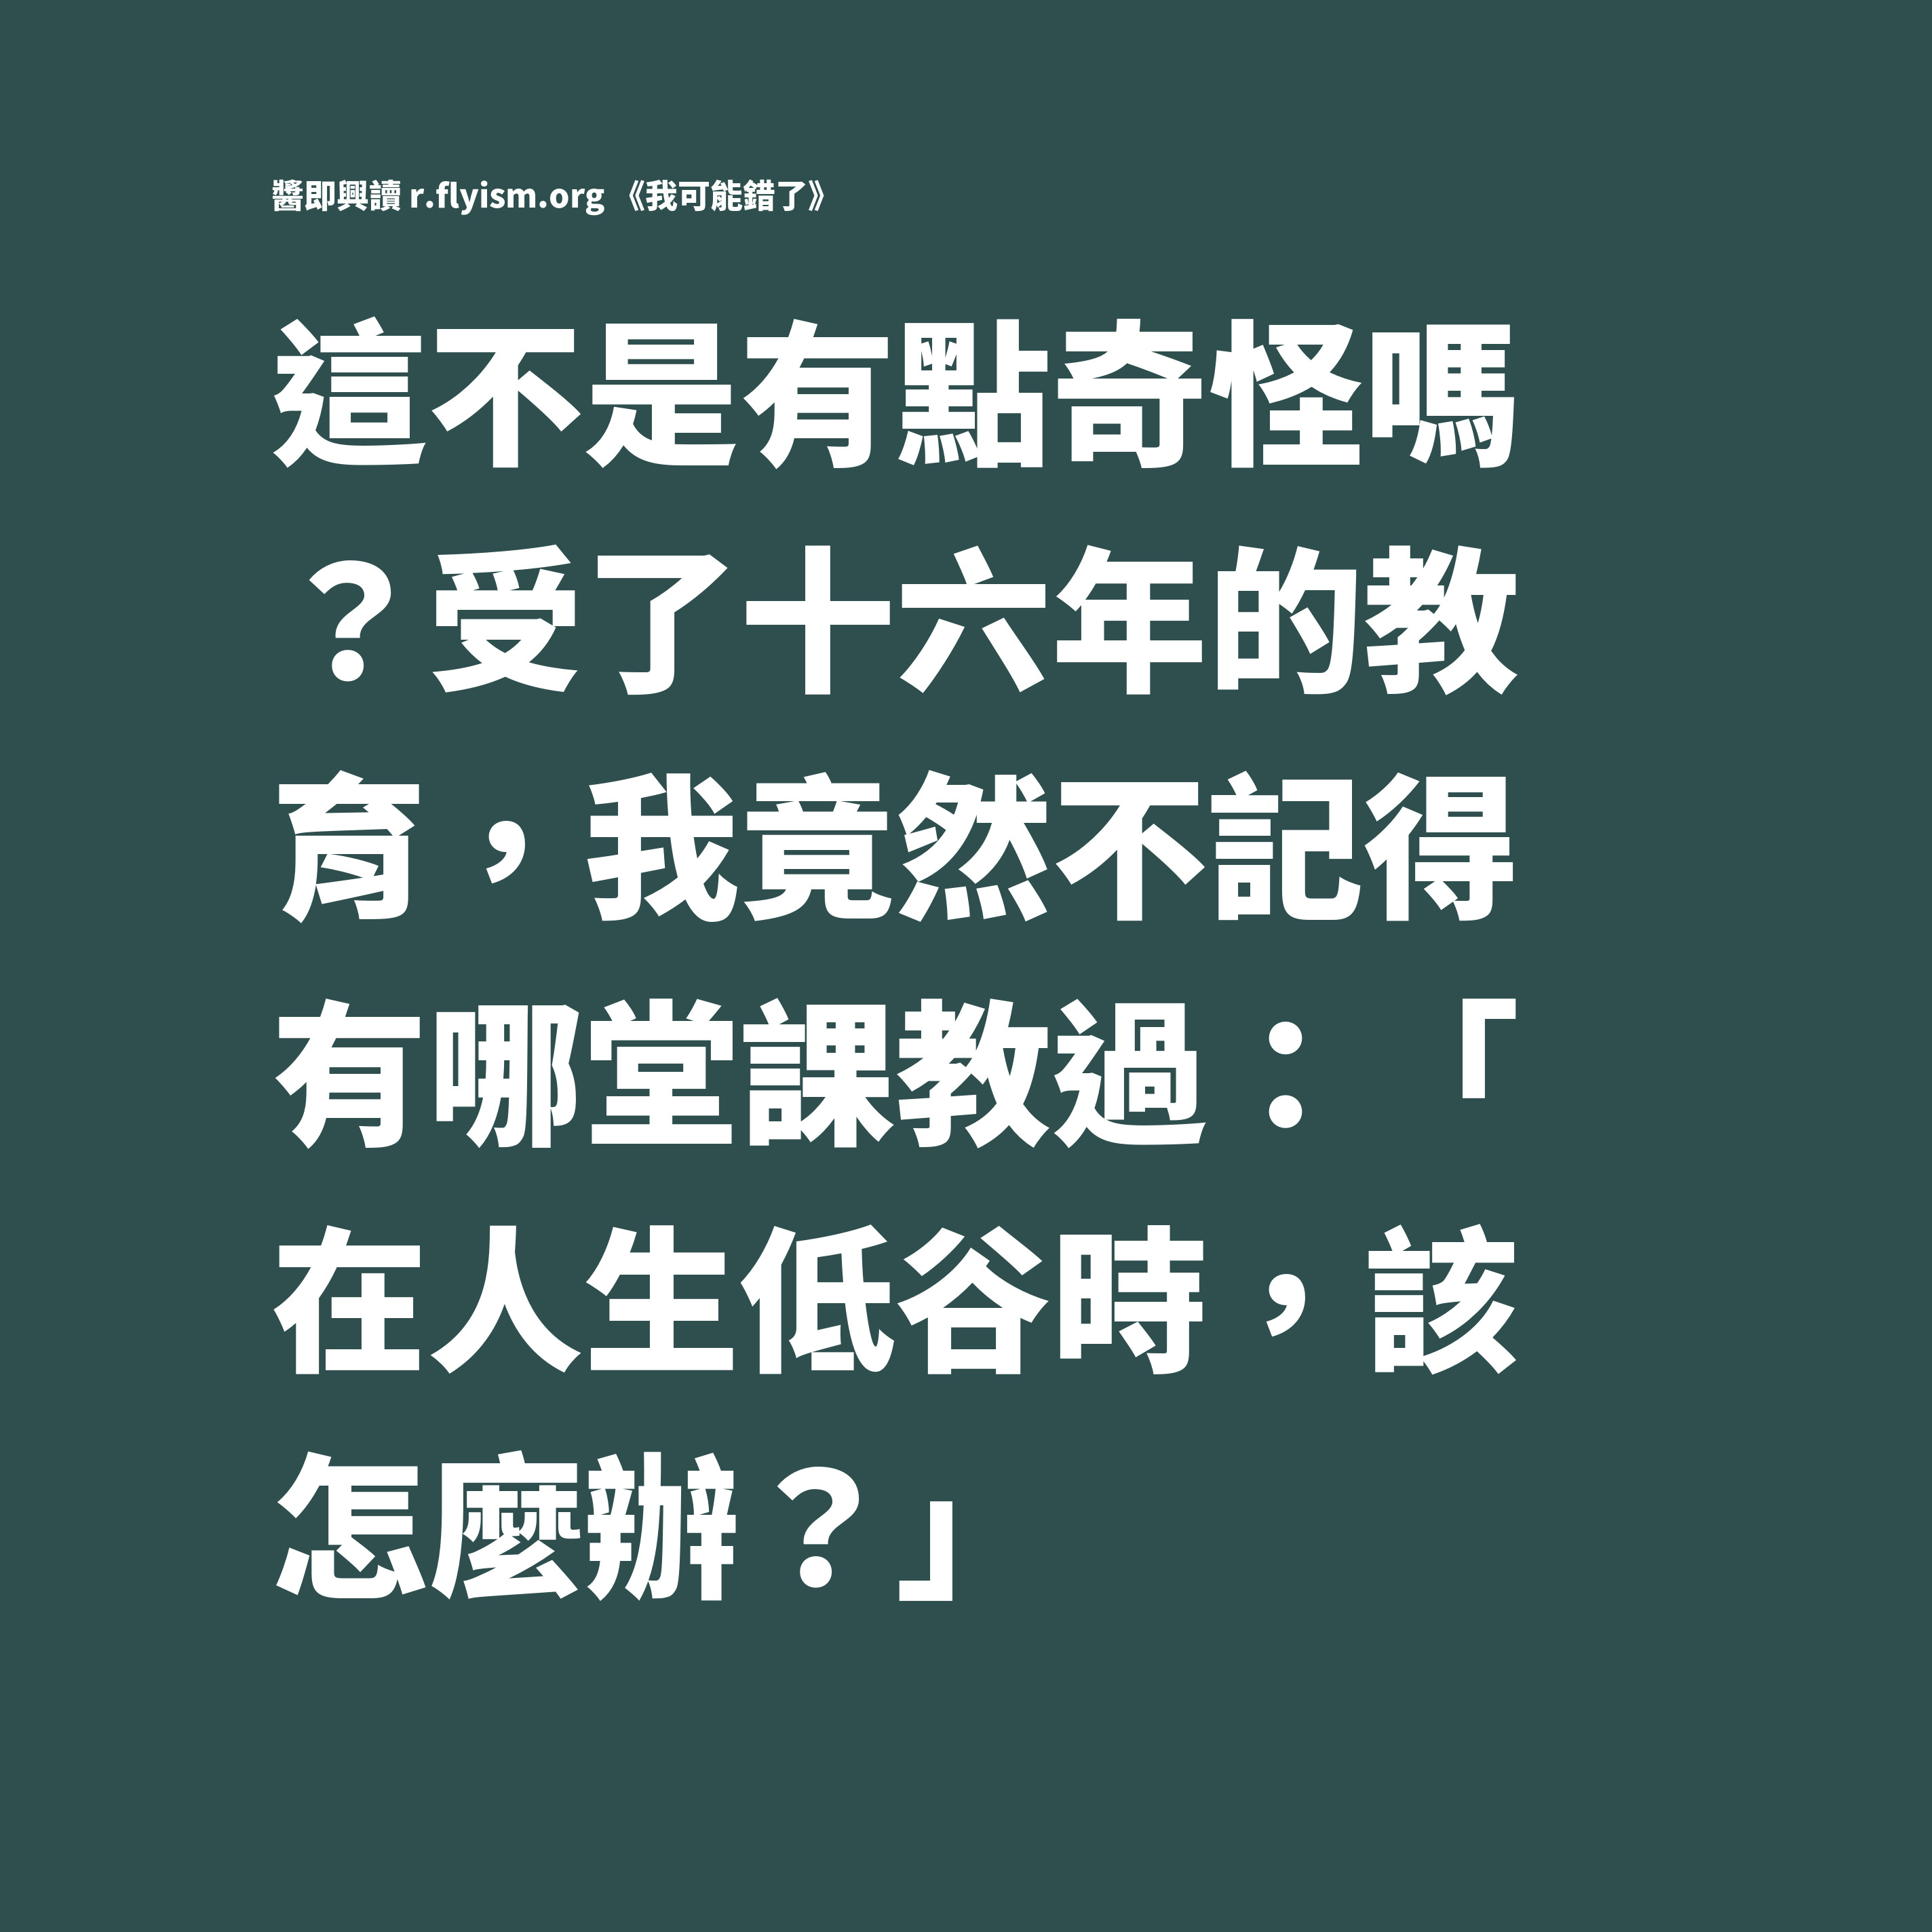 醫即興讀r.flyism.org《我可能錯了》
這不是有點奇怪嗎
？受了十六年的教
育，我竟然不記得
有哪堂課教過：「
在人生低谷時，該
怎麼辦？」